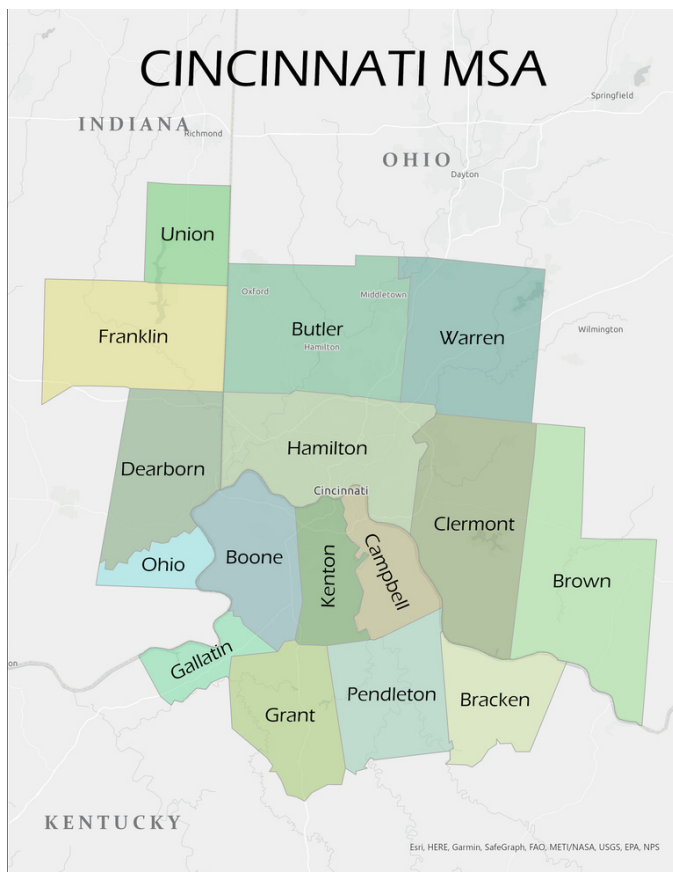 CINCINNATI MSA
Springfield
INDIANA
Richmond
OHIO
Dayton
Union
Oxford
Middletown
Butler
Hamilton
Franklin
Warren
Wilmington
Hamilton
Dearborn
Cincinnati
Clermont
Ohio
Boone
Kenton
Campbell
Brown
Gallatin
on
Grant
Pendleton
Bracken
KENTUCKY
Esri, HERE, Garmin, SafeGraph, FAO, METI/NASA, USGS, EPA, NPS